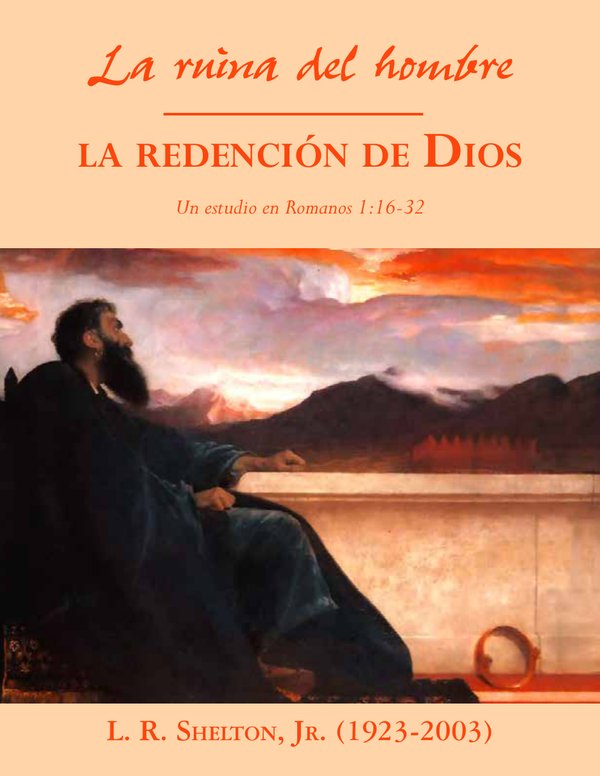 La ruina del hombre
LA REDENCIÓN DE DIOS
Un estudio en Romanos 1:16-32
L. R. SHELTON, JR. (1923-2003)